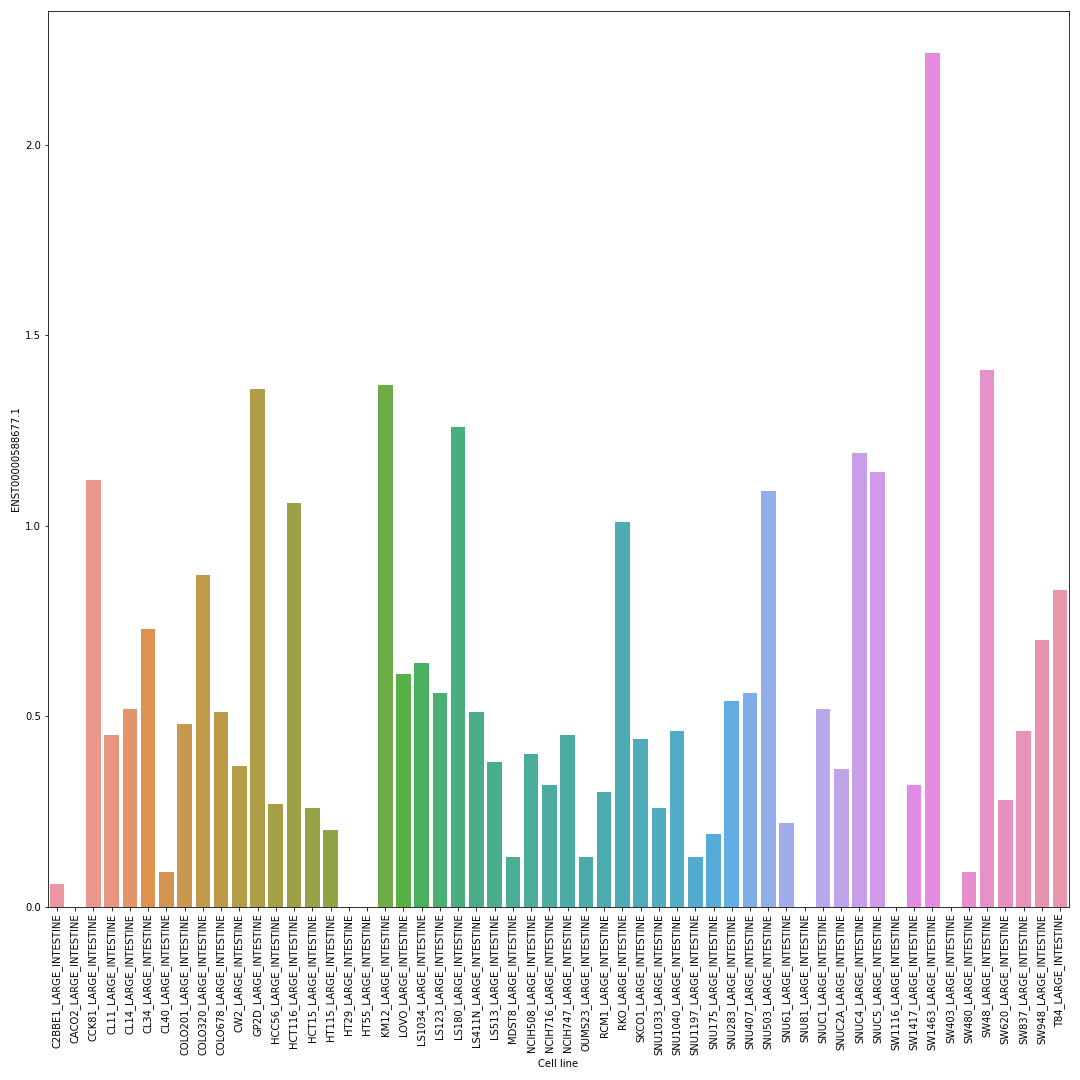 2.0
1.5
1.0
0.5
0.0
ENST00000588677.1
C2BBE1_LARGE_INTESTINE
CACO2_LARGE_INTESTINE
CCK81_LARGE_INTESTINE
CL11_LARGE_INTESTINE
CL14_LARGE_INTESTINE
CL34_LARGE_INTESTINE
CL40_LARGE_INTESTINE
COLO201_LARGE_INTESTINE
COLO320_LARGE_INTESTINE
COLO678_LARGE_INTESTINE
CW2_LARGE_INTESTINE
GP2D_LARGE_INTESTINE
HCC56_LARGE_INTESTINE
HCT116_LARGE_INTESTINE
HCT15_LARGE_INTESTINE
HT115_LARGE_INTESTINE
HT29_LARGE_INTESTINE
HT55_LARGE_INTESTINE
KM12_LARGE_INTESTINE
LOVO_LARGE_INTESTINE
LS1034_LARGE_INTESTINE
LS123_LARGE_INTESTINE
LS180_LARGE_INTESTINE
LS411N_LARGE_INTESTINE
LS513_LARGE_INTESTINE
MDST8_LARGE_INTESTINE
NCIH508_LARGE_INTESTINE
NCIH716_LARGE_INTESTINE
NCIH747_LARGE_INTESTINE
OUMS23_LARGE_INTESTINE
RCM1_LARGE_INTESTINE
RKO_LARGE_INTESTINE
SKCO1_LARGE_INTESTINE
SNU1033_LARGE_INTESTINE
SNU1040_LARGE_INTESTINE
SNU1197_LARGE_INTESTINE
SNU175_LARGE_INTESTINE
SNU283_LARGE_INTESTINE
SNU407_LARGE_INTESTINE
SNU503_LARGE_INTESTINE
SNU61_LARGE_INTESTINE
SNU81_LARGE_INTESTINE
SNUC1_LARGE_INTESTINE
SNUC2A_LARGE_INTESTINE
SNUC4_LARGE_INTESTINE
SNUC5_LARGE_INTESTINE
SW1116_LARGE_INTESTINE
SW1417_LARGE_INTESTINE
SW1463_LARGE_INTESTINE
SW403_LARGE_INTESTINE
SW480_LARGE_INTESTINE
SW48_LARGE_INTESTINE
SW620_LARGE_INTESTINE
SW837_LARGE_INTESTINE
SW948_LARGE_INTESTINE
T84_LARGE_INTESTINE
Cell line